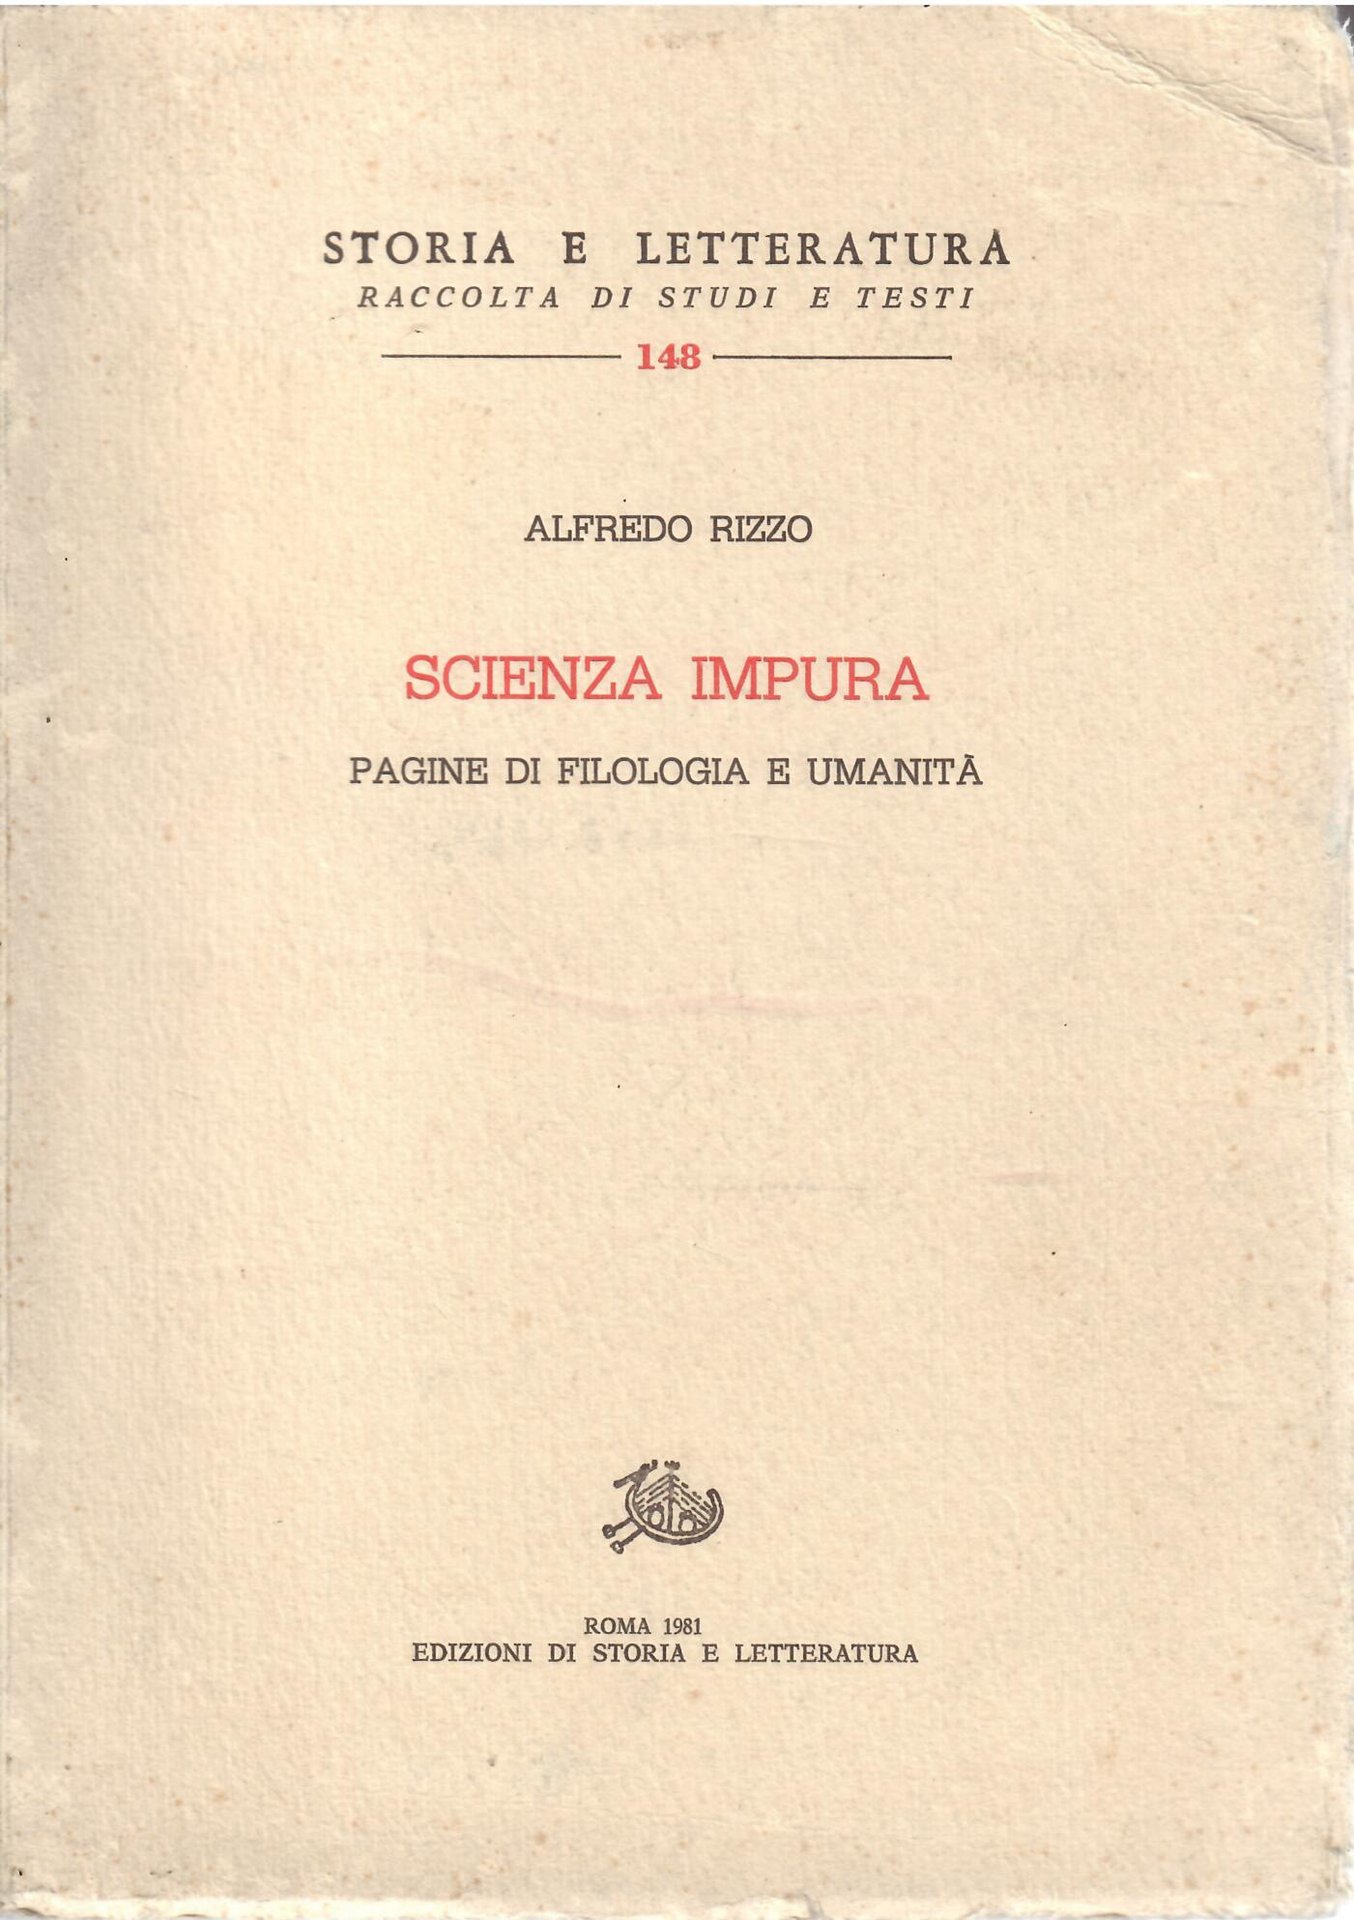 STORIA E LETTERATURA
RACCOLTA DI STUDI E TESTI
148
ALFREDO RIZZO
SCIENZA IMPURA
PAGINE DI FILOLOGIA E UMANITÀ
ROMA 1981
EDIZIONI DI STORIA E LETTERATURA